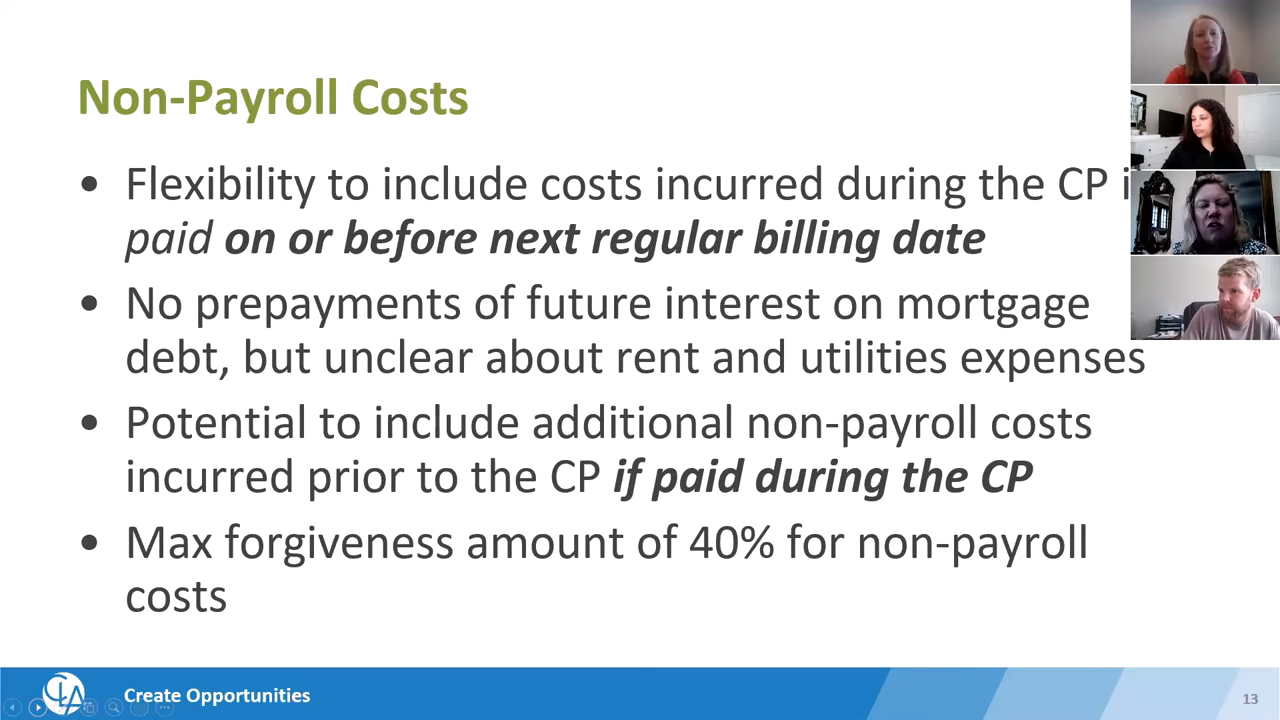 Non-Payroll Costs
• Flexibility to include costs incurred during the CP
paid on or before next regular billing date
• No prepayments of future interest on mortgage
debt, but unclear about rent and utilities expenses
• Potential to include additional non-payroll costs
incurred prior to the CP if paid during the CP
• Max forgiveness amount of 40% for non-payroll
costs
CLA
Create Opportunities
13